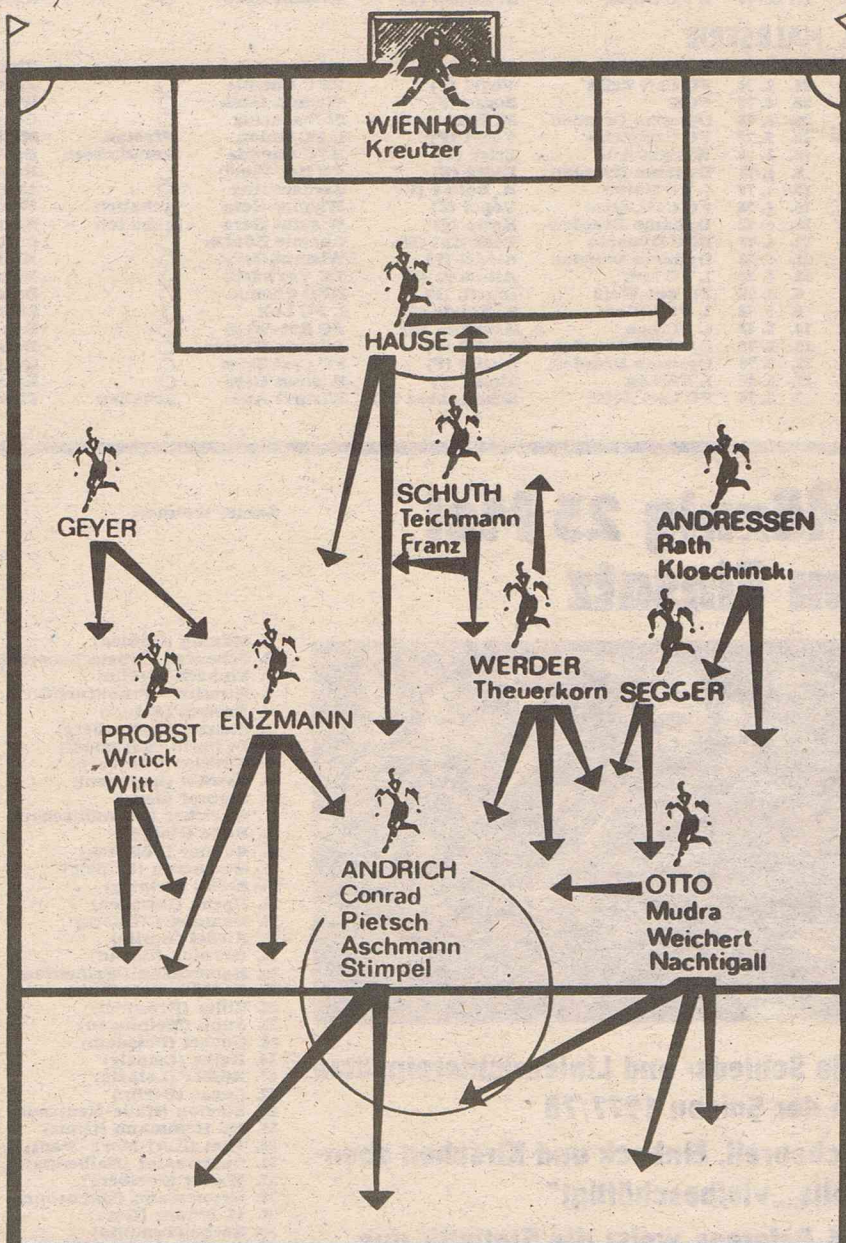 WIENHOLD
Kreutzer
HAUSE
SCHUTH
Teichmann
Franz
GEYER
ANDRESSEN
Rath
Kloschinski
WERDER
Theuerkorn
SEGGER
PROBST
Wruck
Witt
ENZMANN
ANDRICH
Conrad
Pietsch
Aschmann
Stimpel
OTTO
Mudra
Weichert
Nachtigall